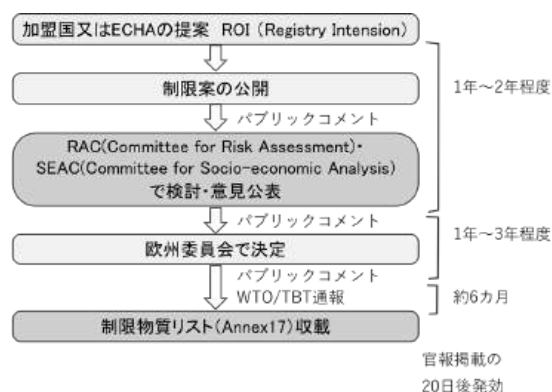 加盟国又はECHAの提案 ROI (Registry Intension)
制限案の公開
1年～2年程度
パブリックコメント
RAC(Committee for Risk Assessment)・
SEAC(Committee for Socio-economic Analysis)
で検討・意見公表
パブリックコメント
1年～3年程度
欧州委員会で決定
パブリックコメント
WTO/TBT通報
約6カ月
制限物質リスト(Annex17)収載
官報掲載の
20日後発効